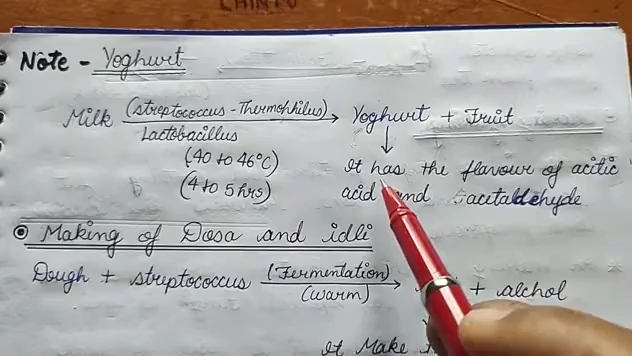 CHINTU
Note - Yoghurt
Milk (streptococcus - Thermophilus) → Yoghurt + Fruit
Lactobacillus
(40 to 46°C)
(4 to 5 hrs)
It has the flavour of acitic
acid and acetaldehyde
Making of Dosa and idli
Dough + streptococcus (Fermentation) → + alchol
(warm)
It Make